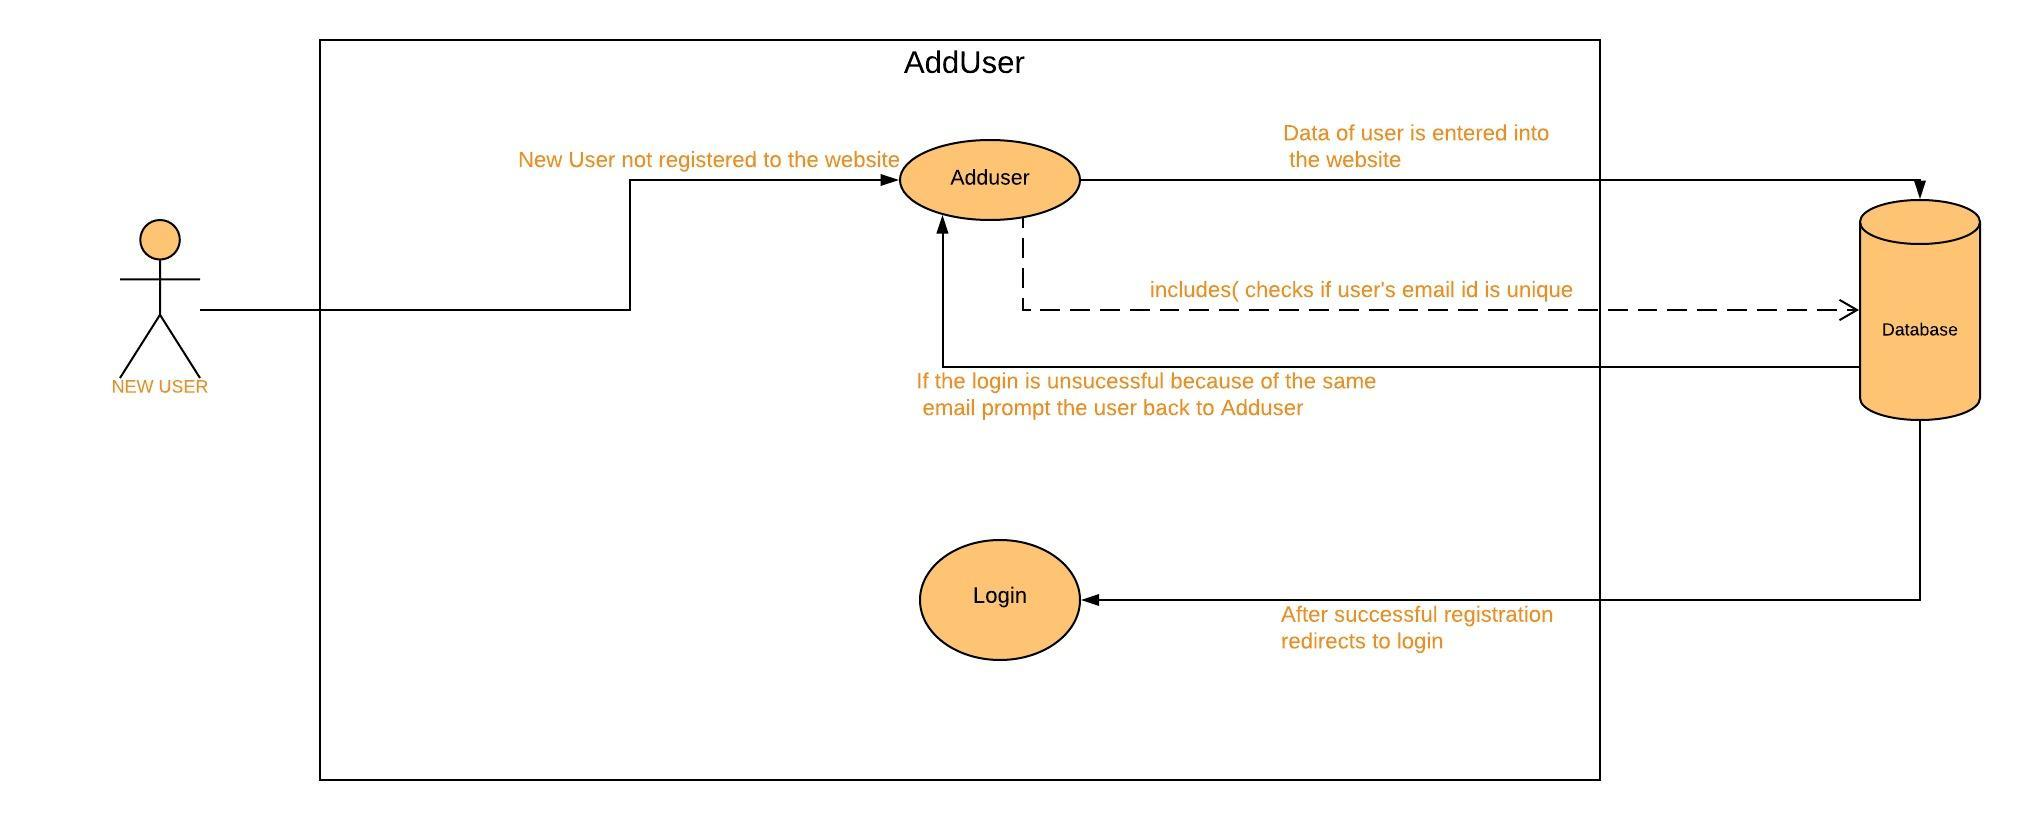 AddUser
New User not registered to the website
Adduser
Data of user is entered into
the website
includes( checks if user's email id is unique
Database
NEW USER
If the login is unsucessful because of the same
email prompt the user back to Adduser
Login
After successful registration
redirects to login